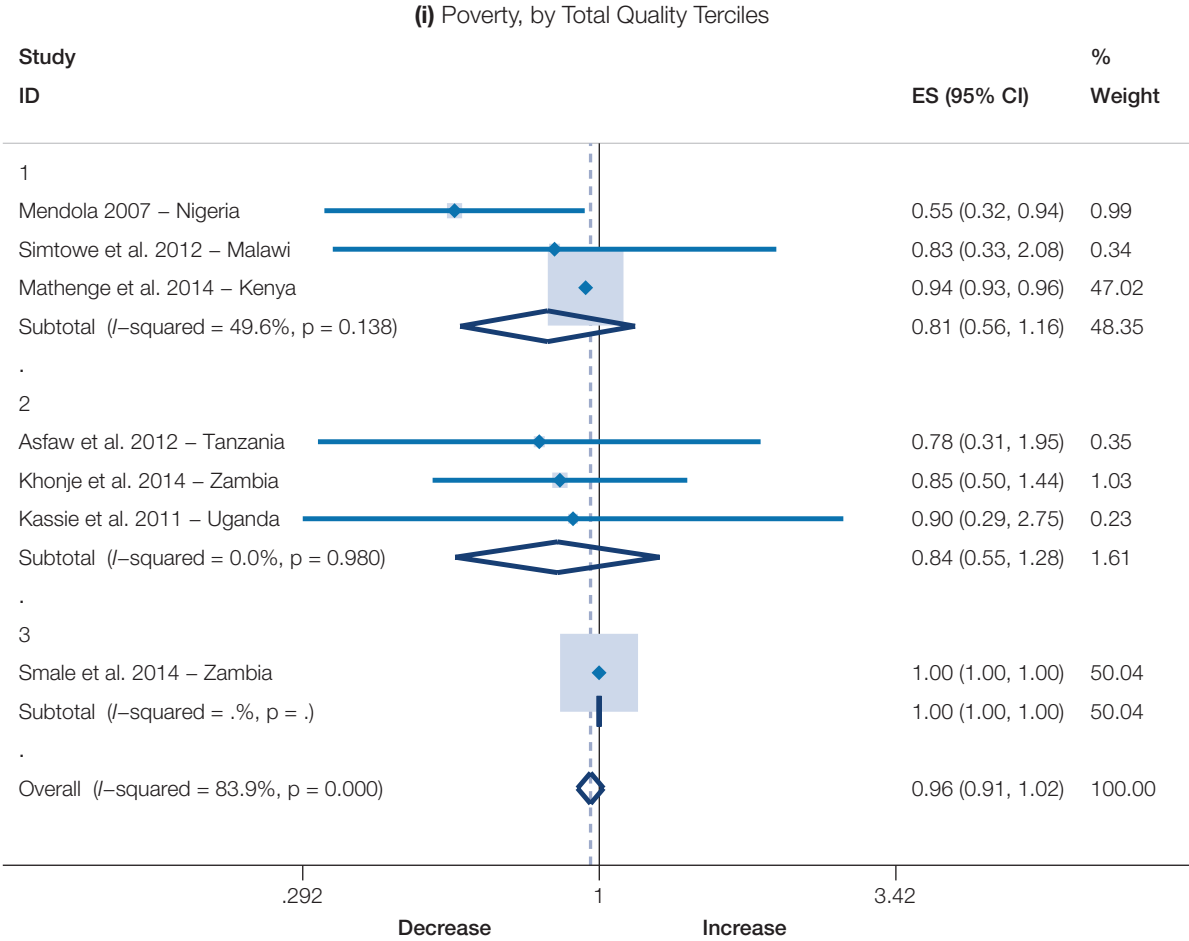 (i) Poverty, by Total Quality Terciles
Study %
ID ES (95% CI) Weight
1
Mendola 2007 – Nigeria 0.55 (0.32, 0.94) 0.99
Simtowe et al. 2012 – Malawi 0.83 (0.33, 2.08) 0.34
Mathenge et al. 2014 – Kenya 0.94 (0.93, 0.96) 47.02
Subtotal (I–squared = 49.6%, p = 0.138) 0.81 (0.56, 1.16) 48.35
.
2
Asfaw et al. 2012 – Tanzania 0.78 (0.31, 1.95) 0.35
Khonje et al. 2014 – Zambia 0.85 (0.50, 1.44) 1.03
Kassie et al. 2011 – Uganda 0.90 (0.29, 2.75) 0.23
Subtotal (I–squared = 0.0%, p = 0.980) 0.84 (0.55, 1.28) 1.61
.
3
Smale et al. 2014 – Zambia 1.00 (1.00, 1.00) 50.04
Subtotal (I–squared = .%, p = .) 1.00 (1.00, 1.00) 50.04
.
Overall (I–squared = 83.9%, p = 0.000) 0.96 (0.91, 1.02) 100.00
.292 1 3.42
Decrease Increase